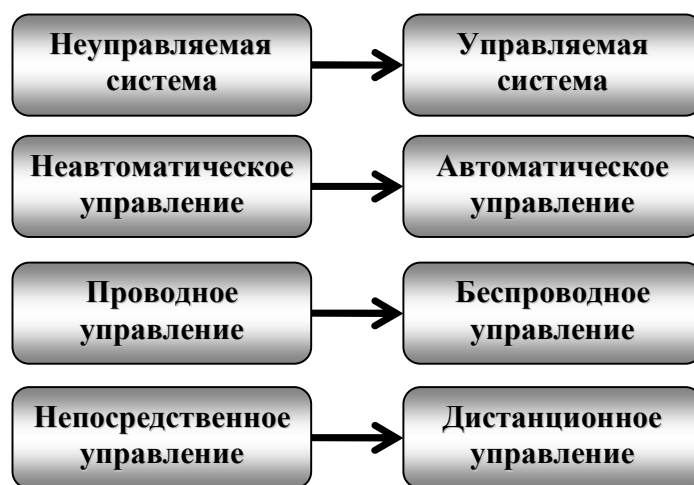 Неуправляемая
система
Управляемая
система
Неавтоматическое
управление
Автоматическое
управление
Проводное
управление
Беспроводное
управление
Непосредственное
управление
Дистанционное
управление